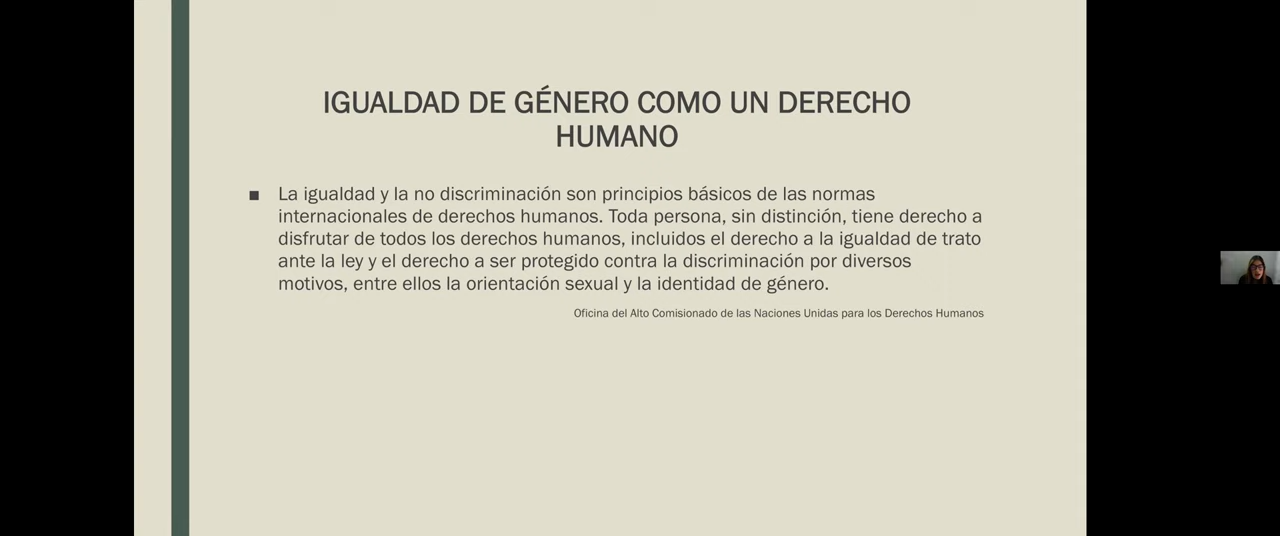 IGUALDAD DE GÉNERO COMO UN DERECHO
HUMANO
■ La igualdad y la no discriminación son principios básicos de las normas
internacionales de derechos humanos. Toda persona, sin distinción, tiene derecho a
disfrutar de todos los derechos humanos, incluidos el derecho a la igualdad de trato
ante la ley y el derecho a ser protegido contra la discriminación por diversos
motivos, entre ellos la orientación sexual y la identidad de género.
Oficina del Alto Comisionado de las Naciones Unidas para los Derechos Humanos